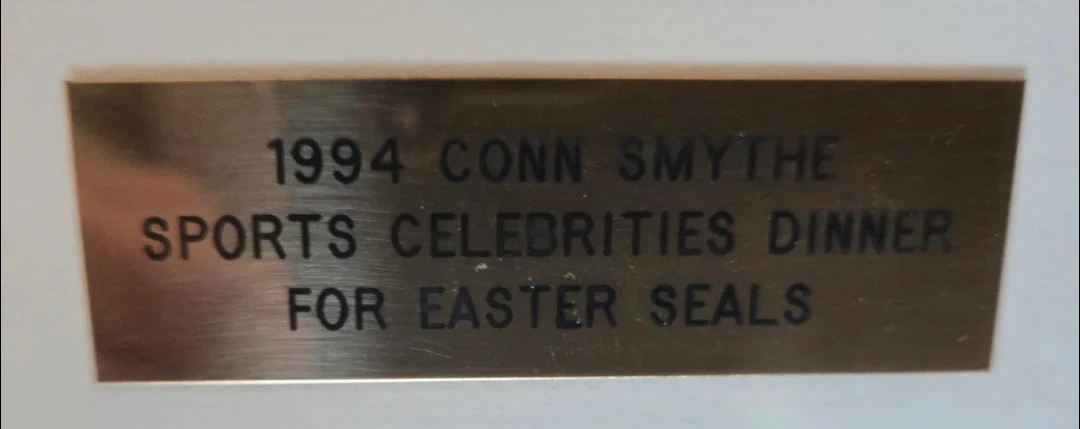 1994 CONN SMYTHE
SPORTS CELEBRITIES DINNER
FOR EASTER SEALS